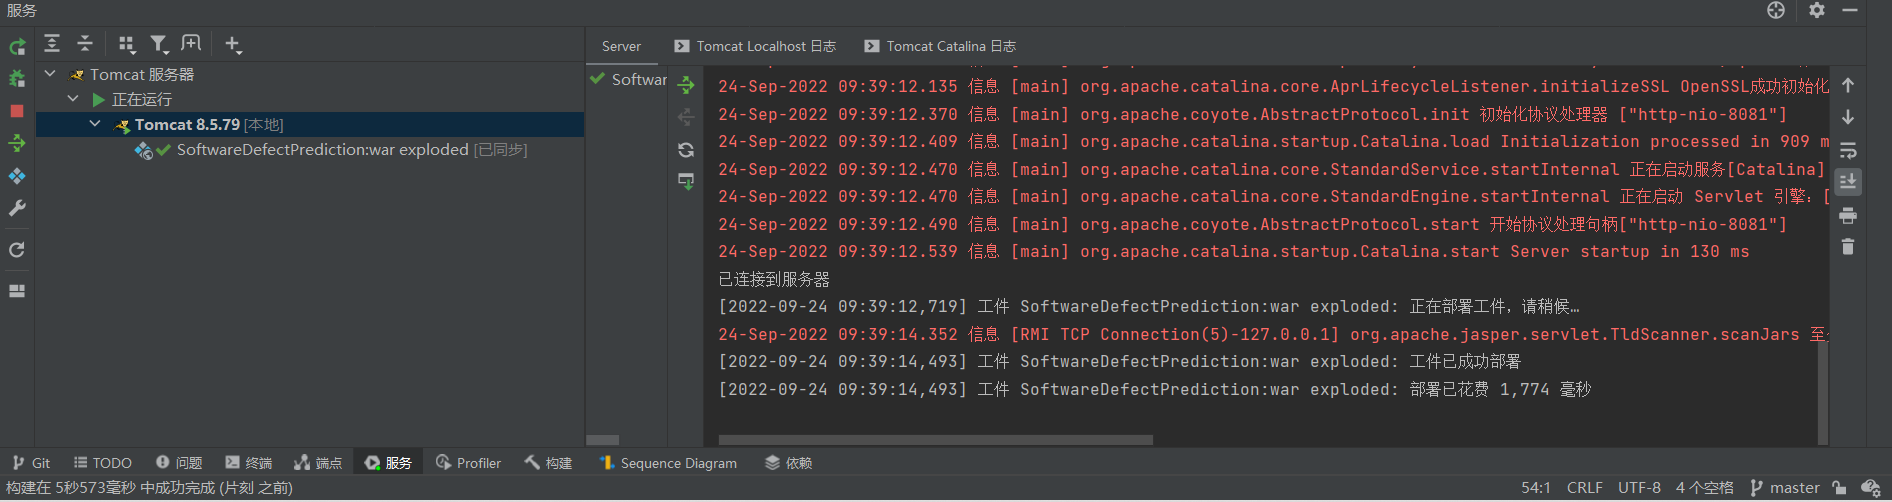 服务
Server
Tomcat Localhost 日志
Tomcat Catalina 日志
Tomcat 服务器
正在运行
Tomcat 8.5.79 [本地]
SoftwareDefectPrediction:war exploded [已同步]
Softwar
24-Sep-2022 09:39:12.135 信息 [main] org.apache.catalina.core.AprLifecycleListener.initializeSSL OpenSSL成功初始化
24-Sep-2022 09:39:12.370 信息 [main] org.apache.coyote.AbstractProtocol.init 初始化协议处理器 ["http-nio-8081"]
24-Sep-2022 09:39:12.409 信息 [main] org.apache.catalina.startup.Catalina.load Initialization processed in 909 m
24-Sep-2022 09:39:12.470 信息 [main] org.apache.catalina.core.StandardService.startInternal 正在启动服务[Catalina]
24-Sep-2022 09:39:12.470 信息 [main] org.apache.catalina.core.StandardEngine.startInternal 正在启动 Servlet 引擎：[
24-Sep-2022 09:39:12.490 信息 [main] org.apache.coyote.AbstractProtocol.start 开始协议处理句柄["http-nio-8081"]
24-Sep-2022 09:39:12.539 信息 [main] org.apache.catalina.startup.Catalina.start Server startup in 130 ms
已连接到服务器
[2022-09-24 09:39:12,719] 工件 SoftwareDefectPrediction:war exploded: 正在部署工件，请稍候…
24-Sep-2022 09:39:14.352 信息 [RMI TCP Connection(5)-127.0.0.1] org.apache.jasper.servlet.TldScanner.scanJars 至
[2022-09-24 09:39:14,493] 工件 SoftwareDefectPrediction:war exploded: 工件已成功部署
[2022-09-24 09:39:14,493] 工件 SoftwareDefectPrediction:war exploded: 部署已花费 1,774 毫秒
Git TODO 问题 终端 端点 服务 Profiler 构建 Sequence Diagram 依赖
构建在 5秒573毫秒 中成功完成 (片刻 之前) 54:1 CRLF UTF-8 4 个空格 master